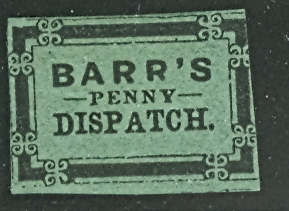 BARR'S
—PENNY—
DISPATCH.